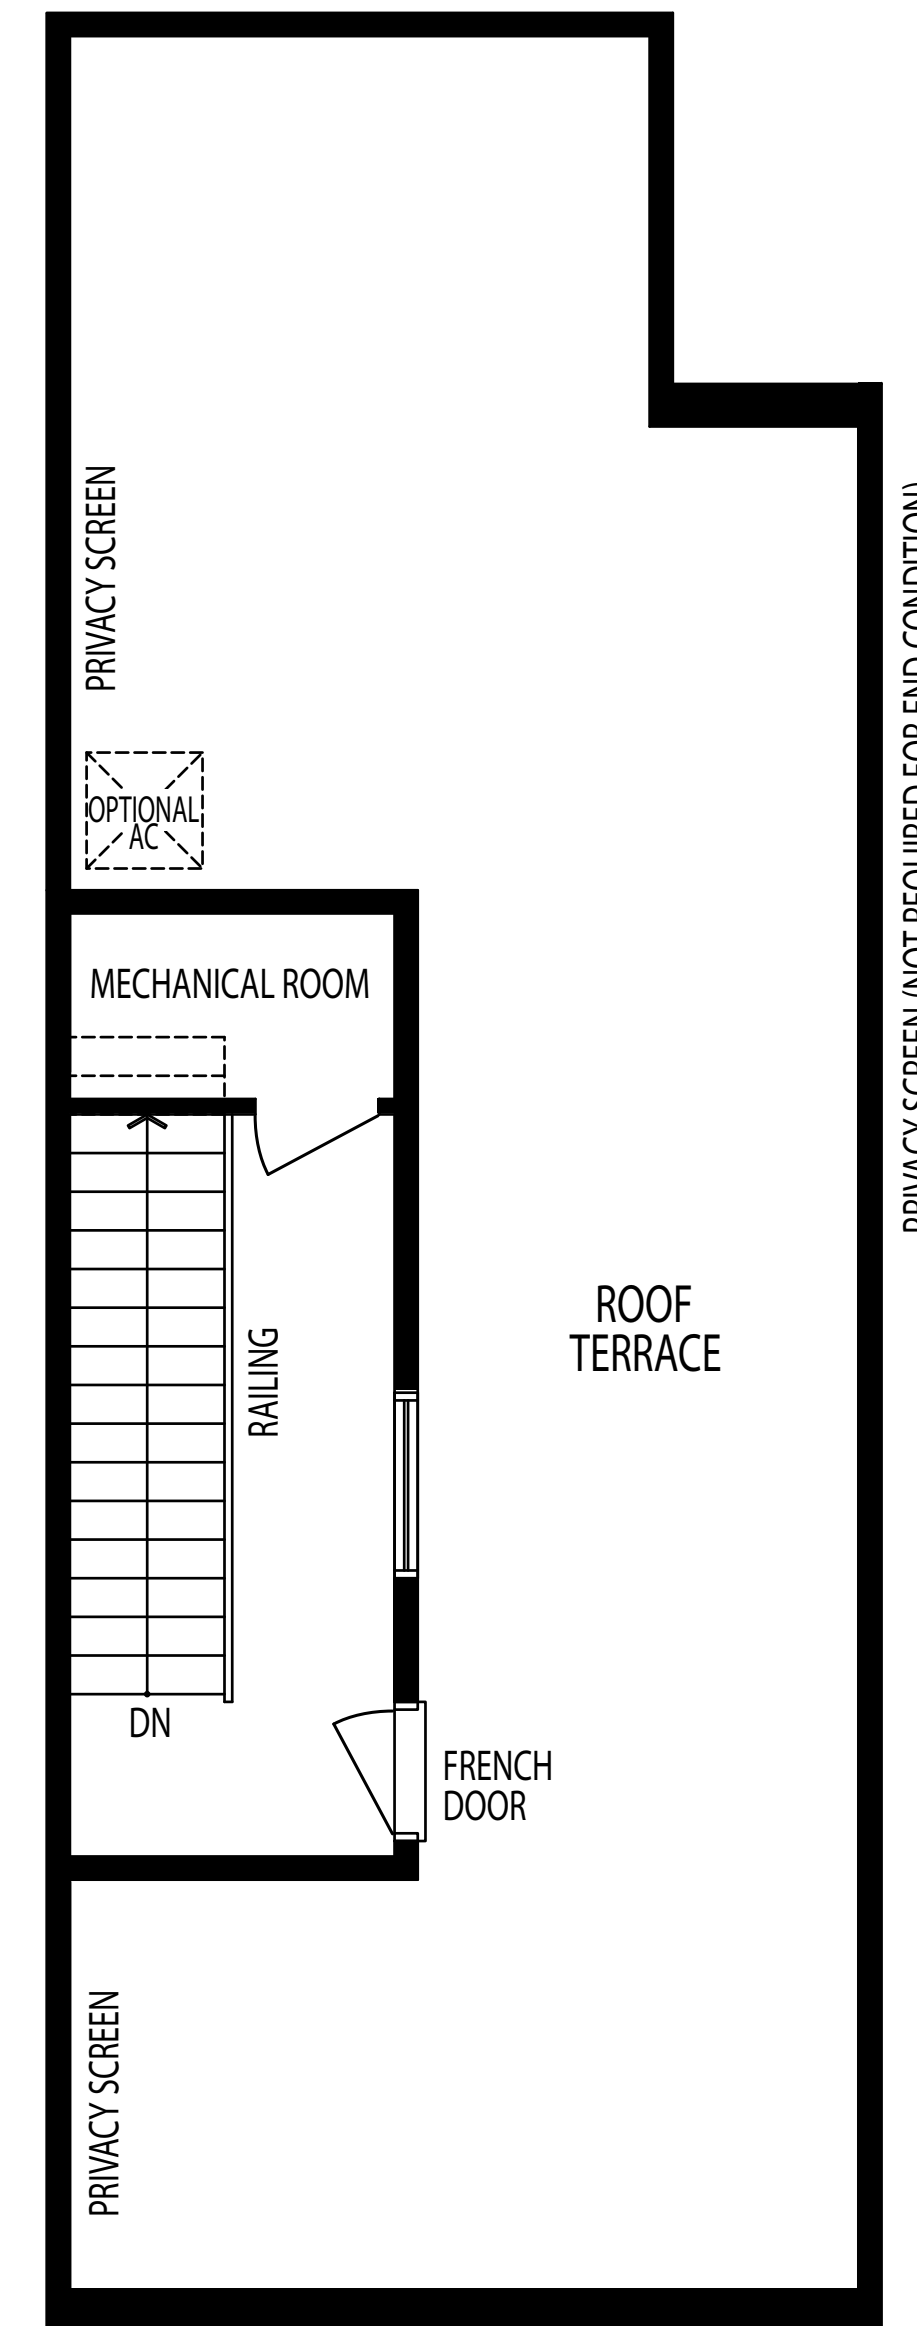 PRIVACY SCREEN
PRIVACY SCREEN (NOT REQUIRED FOR END CONDITION)
OPTIONAL
AC
MECHANICAL ROOM
ROOF
TERRACE
RAILING
DN
FRENCH
DOOR
PRIVACY SCREEN